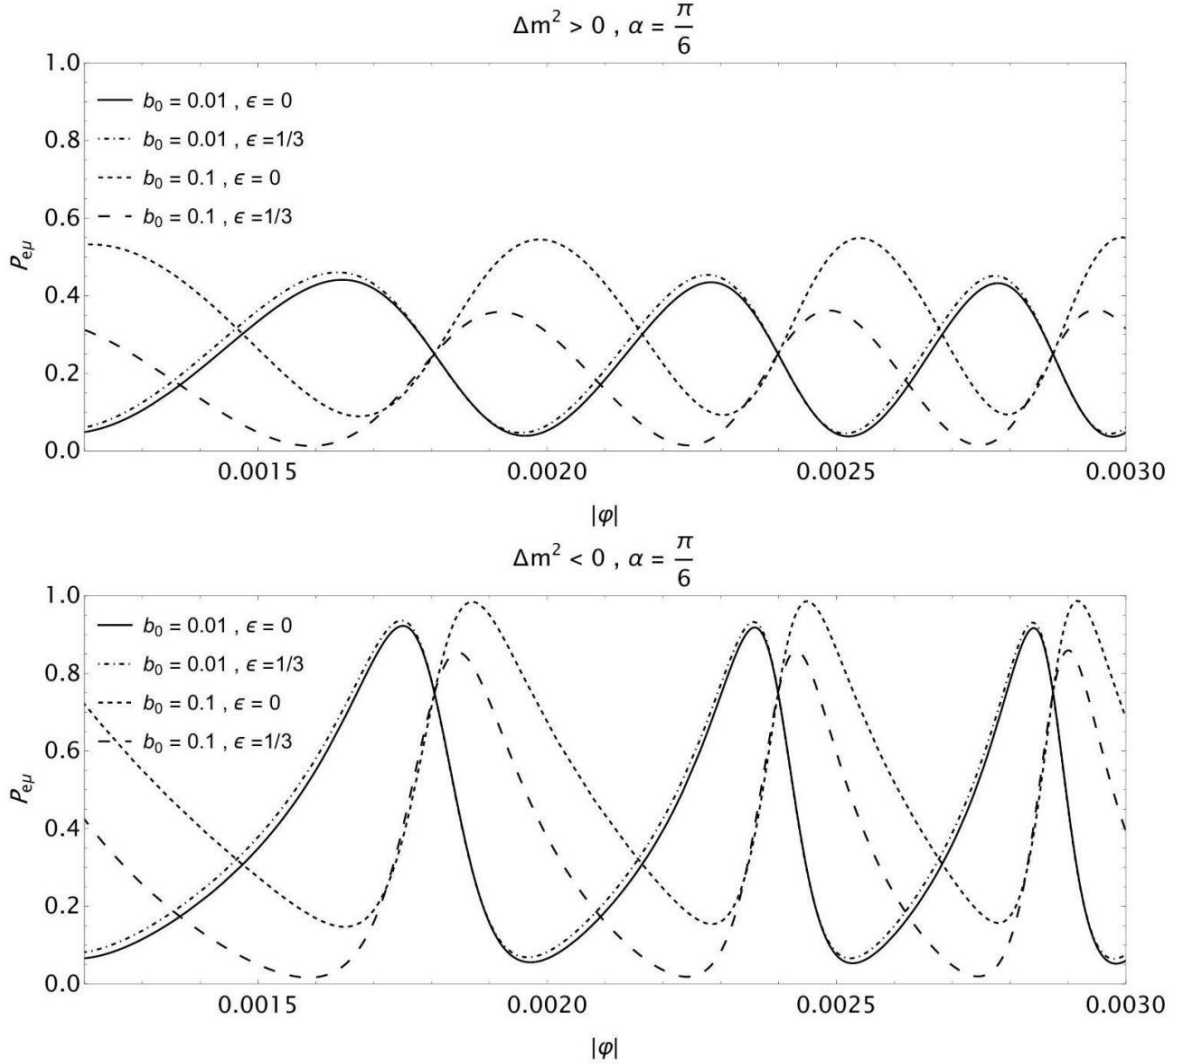 Δm² > 0 , α = π/6
1.0
0.8
0.6
0.4
0.2
0.0
P_eμ
b₀ = 0.01 , ϵ = 0
b₀ = 0.01 , ϵ =1/3
b₀ = 0.1 , ϵ = 0
b₀ = 0.1 , ϵ =1/3
0.0015 0.0020 0.0025 0.0030
|φ|
Δm² < 0 , α = π/6
1.0
0.8
0.6
0.4
0.2
0.0
P_eμ
b₀ = 0.01 , ϵ = 0
b₀ = 0.01 , ϵ =1/3
b₀ = 0.1 , ϵ = 0
b₀ = 0.1 , ϵ =1/3
0.0015 0.0020 0.0025 0.0030
|φ|